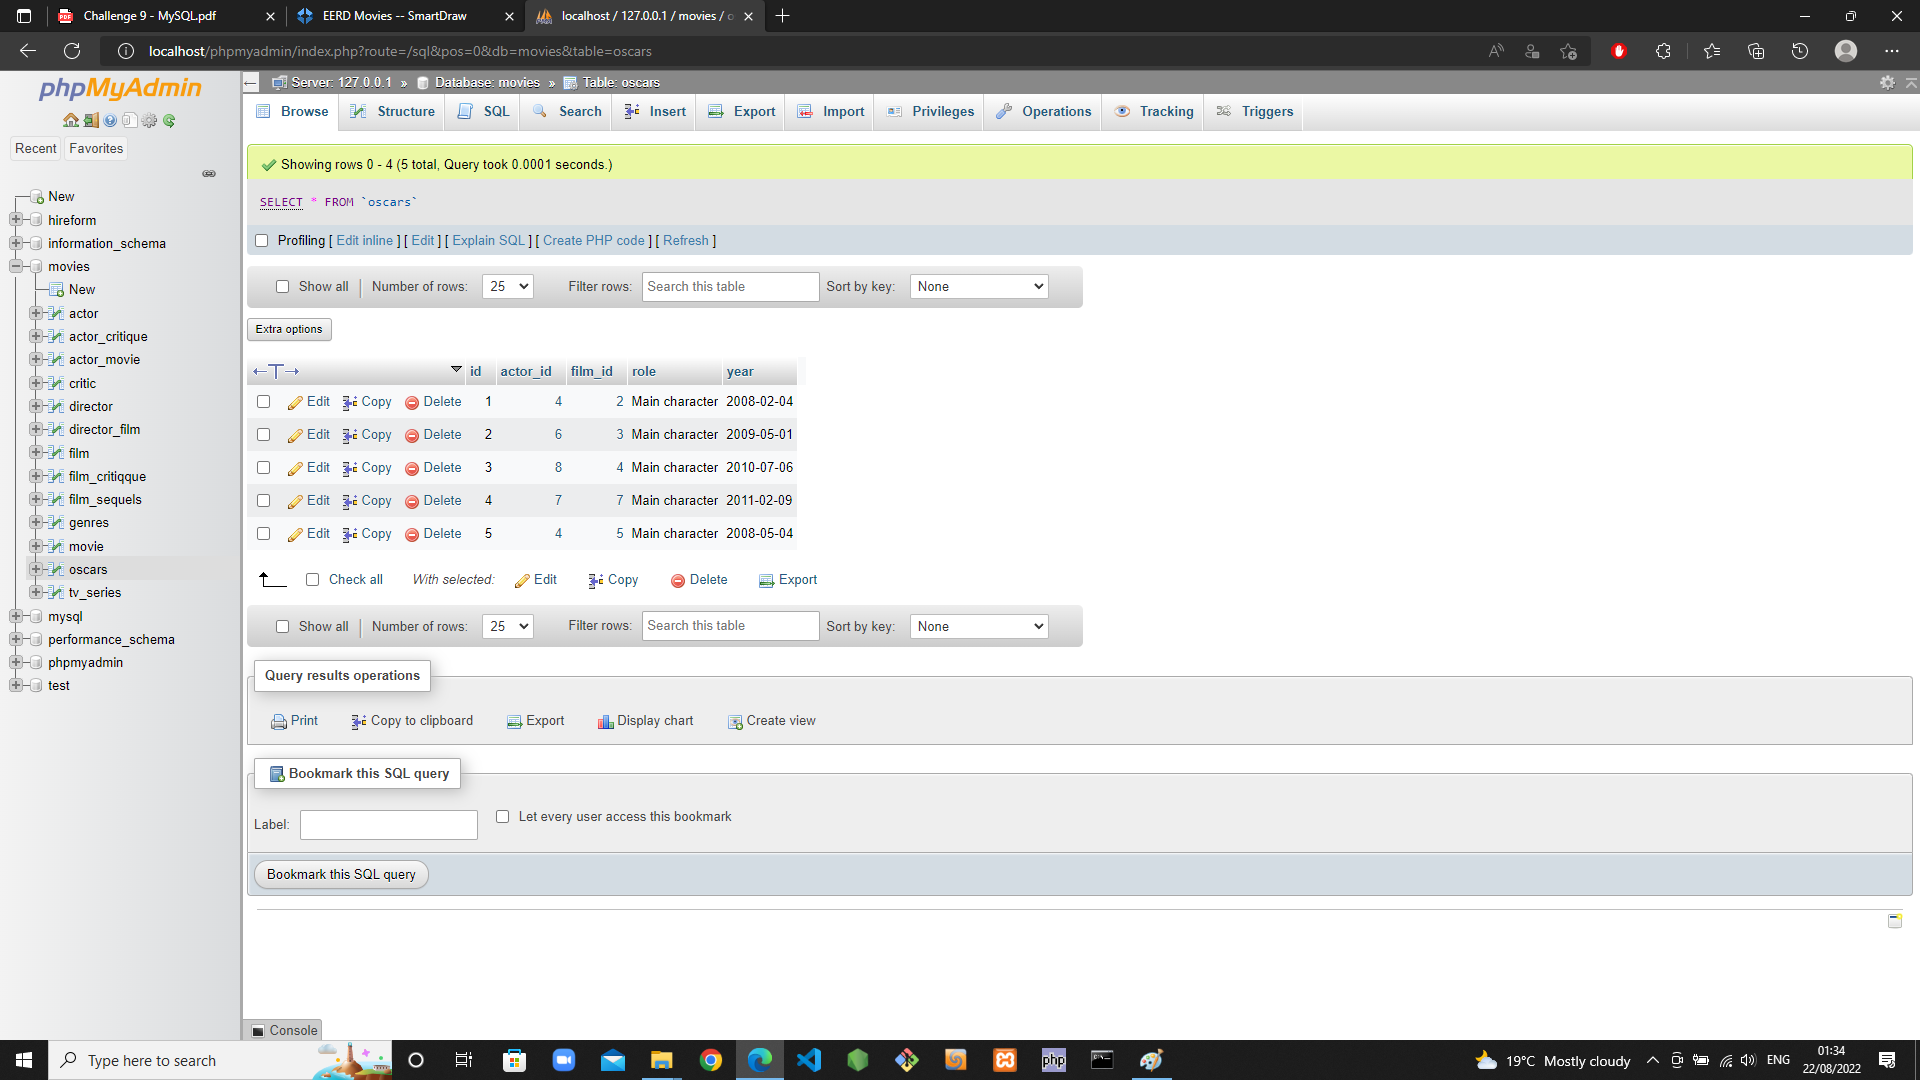 Challenge 9 - MySQL.pdf
EERD Movies -- SmartDraw
localhost / 127.0.0.1 / movies / o
localhost/phpmyadmin/index.php?route=/sql&pos=0&db=movies&table=oscars
phpMyAdmin
Server: 127.0.0.1 » Database: movies » Table: oscars
Browse Structure SQL Search Insert Export Import Privileges Operations Tracking Triggers
Recent Favorites
New
hireform
information_schema
movies
New
actor
actor_critique
actor_movie
critic
director
director_film
film
film_critiqque
film_sequels
genres
movie
oscars
tv_series
mysql
performance_schema
phpmyadmin
test
Showing rows 0 - 4 (5 total, Query took 0.0001 seconds.)
SELECT * FROM `oscars`
Profiling [ Edit inline ] [ Edit ] [ Explain SQL ] [ Create PHP code ] [ Refresh ]
Show all Number of rows: 25 Filter rows: Search this table Sort by key: None
Extra options
id actor_id film_id role year
Edit Copy Delete 1 4 2 Main character 2008-02-04
Edit Copy Delete 2 6 3 Main character 2009-05-01
Edit Copy Delete 3 8 4 Main character 2010-07-06
Edit Copy Delete 4 7 7 Main character 2011-02-09
Edit Copy Delete 5 4 5 Main character 2008-05-04
Check all With selected: Edit Copy Delete Export
Show all Number of rows: 25 Filter rows: Search this table Sort by key: None
Query results operations
Print Copy to clipboard Export Display chart Create view
Bookmark this SQL query
Label: Let every user access this bookmark
Bookmark this SQL query
Console
Type here to search
php
19°C Mostly cloudy
ENG
01:34
22/08/2022